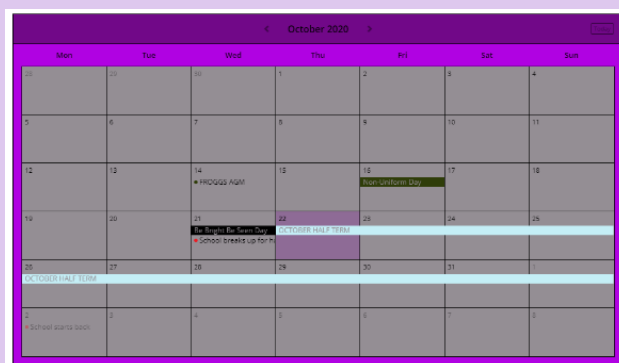 < October 2020 >
Today
Mon Tue Wed Thu Fri Sat Sun
28 29 30 1 2 3 4
5 6 7 8 9 10 11
12 13 14 15 16 17 18
• FROGGS AGM
Non-Uniform Day
19 20 21 22 23 24 25
Be Bright Be Seen Day
OCTOBER HALF TERM
• School breaks up for h
26 27 28 29 30 31 1
OCTOBER HALF TERM
2 3 4 5 6 7 8
• School starts back